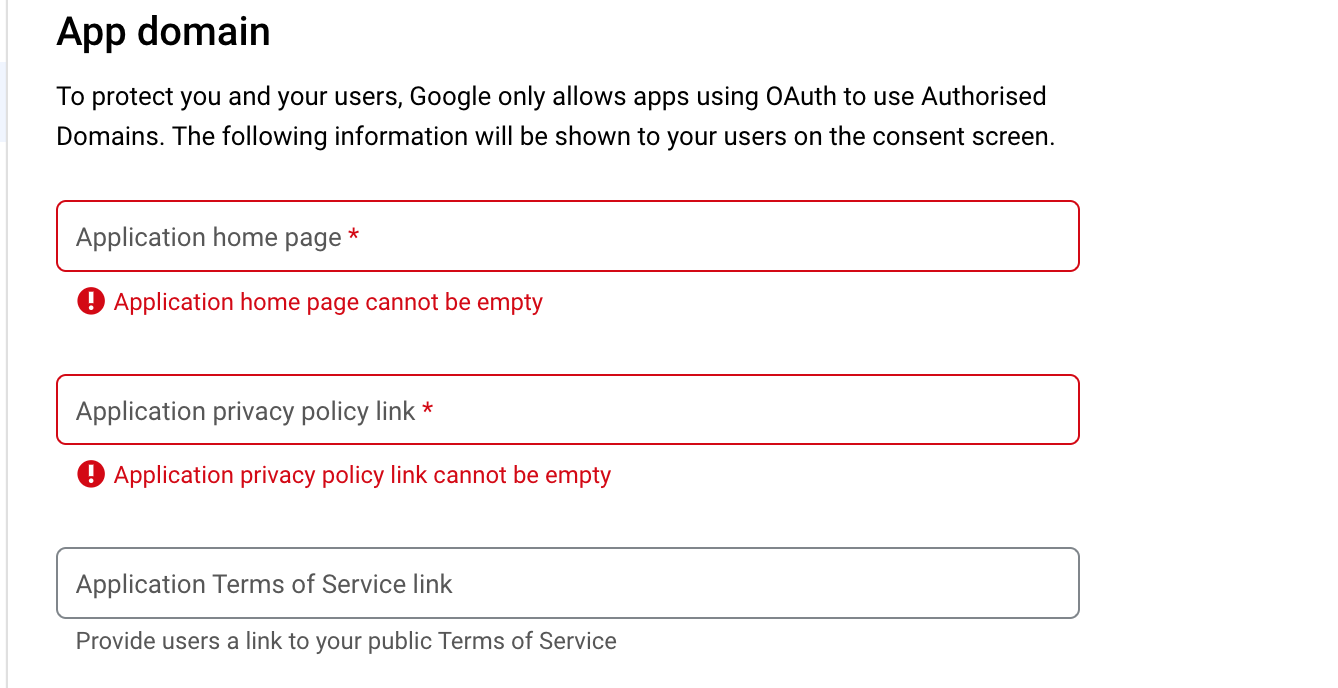 App domain
To protect you and your users, Google only allows apps using OAuth to use Authorised
Domains. The following information will be shown to your users on the consent screen.
Application home page *
Application home page cannot be empty
Application privacy policy link *
Application privacy policy link cannot be empty
Application Terms of Service link
Provide users a link to your public Terms of Service